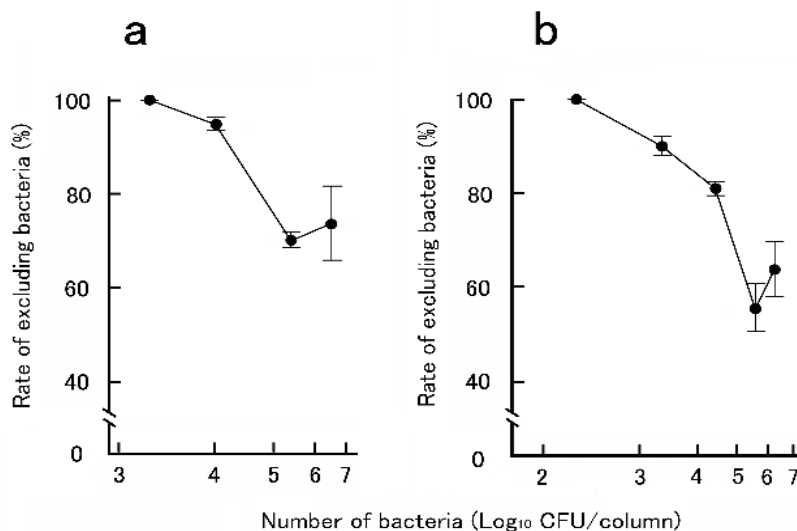 a
b
Rate of excluding bacteria (%)
100
80
60
40
0
3 4 5 6 7
Rate of excluding bacteria (%)
100
80
60
40
0
2 3 4 5 6 7
Number of bacteria (Log₁₀ CFU/column)